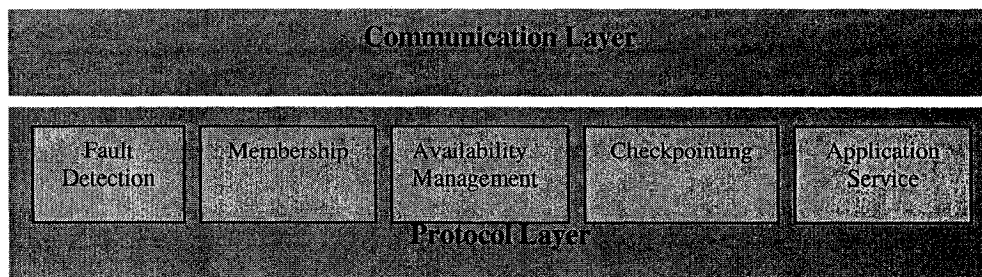 Communication Layer
Fault
Detection
Membership
Availability
Management
Checkpointing
Application
Service
Protocol Layer